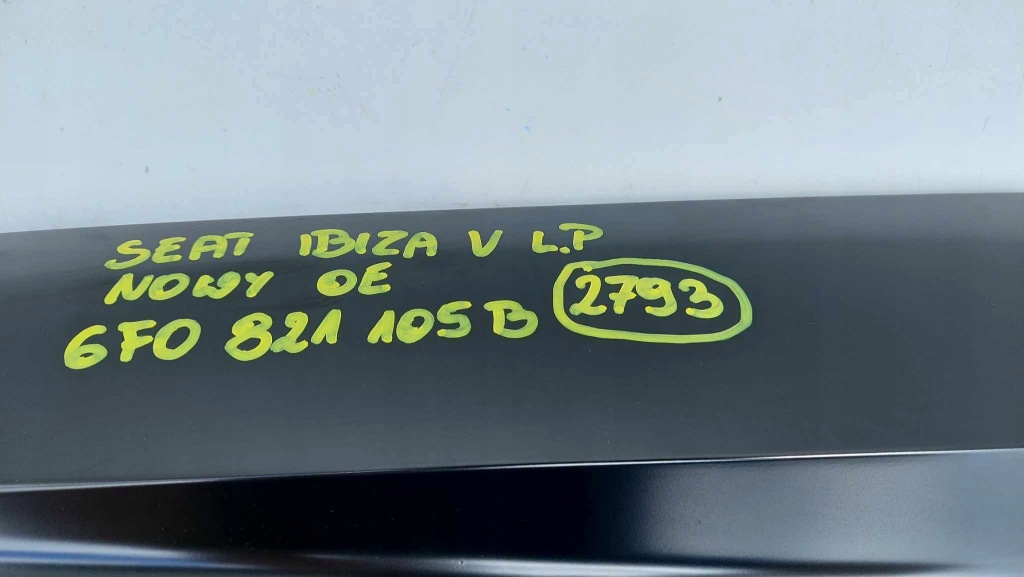 SEAT IBIZA V L.P
NOWY OE
6F0 821 105 B 2793